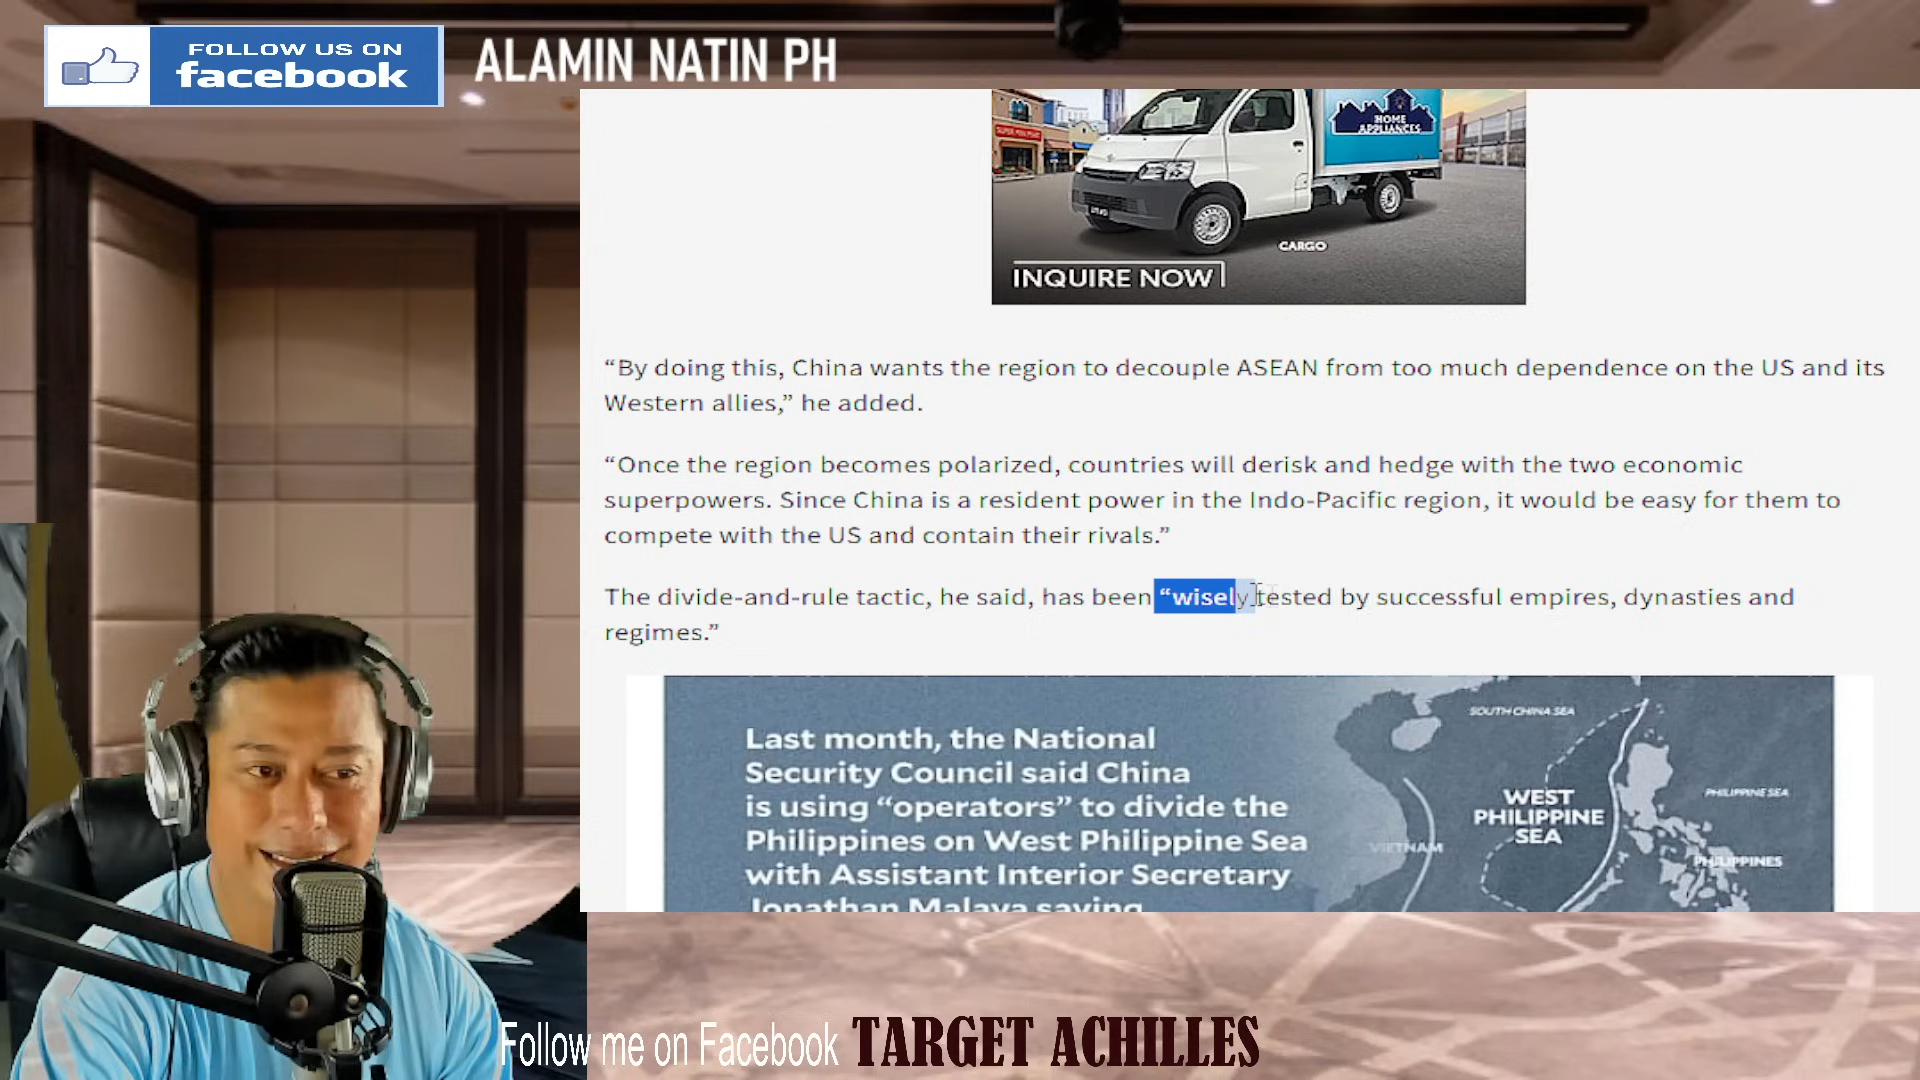 FOLLOW US ON
facebook
ALAMIN NATIN PH
SUPER MINI MART
HOME
APPLIANCES
CARGO
INQUIRE NOW
“By doing this, China wants the region to decouple ASEAN from too much dependence on the US and its
Western allies,” he added.
“Once the region becomes polarized, countries will derisk and hedge with the two economic
superpowers. Since China is a resident power in the Indo-Pacific region, it would be easy for them to
compete with the US and contain their rivals.”
The divide-and-rule tactic, he said, has been “wisely tested by successful empires, dynasties and
regimes.”
Last month, the National
Security Council said China
is using “operators” to divide the
Philippines on West Philippine Sea
with Assistant Interior Secretary
Jonathan Malaya saying
SOUTH CHINA SEA
WEST
PHILIPPINE
SEA
PHILIPPINE SEA
VIETNAM
PHILIPPINES
Follow me on Facebook TARGET ACHILLES